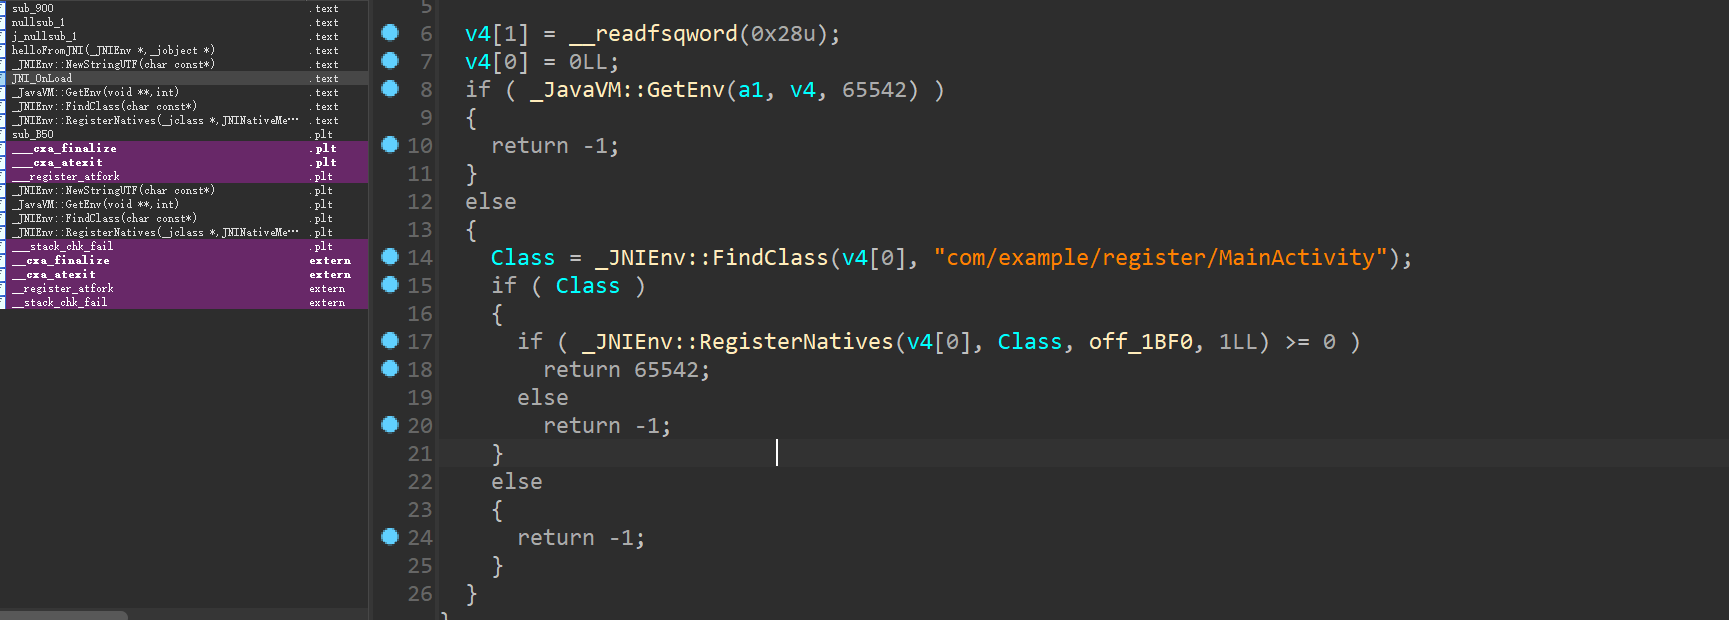 sub_900 .text
nullsub_1 .text
j_nullsub_1 .text
helloFromJNI(_JNIEnv *,_jobject *) .text
_JNIEnv::NewStringUTF(char const*) .text
JNI_OnLoad .text
_JavaVM::GetEnv(void **,int) .text
_JNIEnv::FindClass(char const*) .text
_JNIEnv::RegisterNatives(_jclass *,JNINativeMe… .text
sub_B50 .plt
___cxa_finalize .plt
___cxa_atexit .plt
___register_atfork .plt
_JNIEnv::NewStringUTF(char const*) .plt
_JavaVM::GetEnv(void **,int) .plt
_JNIEnv::FindClass(char const*) .plt
_JNIEnv::RegisterNatives(_jclass *,JNINativeMe… .plt
___stack_chk_fail .plt
__cxa_finalize extern
__cxa_atexit extern
__register_atfork extern
__stack_chk_fail extern
5
6 v4[1] = __readfsqword(0x28u);
7 v4[0] = 0LL;
8 if ( _JavaVM::GetEnv(a1, v4, 65542) )
9 {
10 return -1;
11 }
12 else
13 {
14 Class = _JNIEnv::FindClass(v4[0], "com/example/register/MainActivity");
15 if ( Class )
16 {
17 if ( _JNIEnv::RegisterNatives(v4[0], Class, off_1BF0, 1LL) >= 0 )
18 return 65542;
19 else
20 return -1;
21 }
22 else
23 {
24 return -1;
25 }
26 }